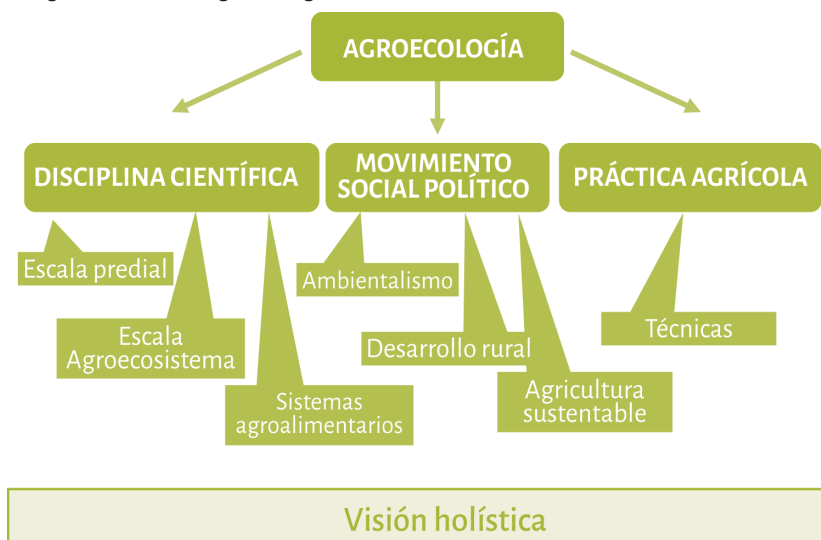 AGROECOLOGÍA
DISCIPLINA CIENTÍFICA
MOVIMIENTO
SOCIAL POLÍTICO
PRÁCTICA AGRÍCOLA
Escala predial
Escala
Agroecosistema
Sistemas
agroalimentarios
Ambientalismo
Desarrollo rural
Agricultura
sustentable
Técnicas
Visión holística